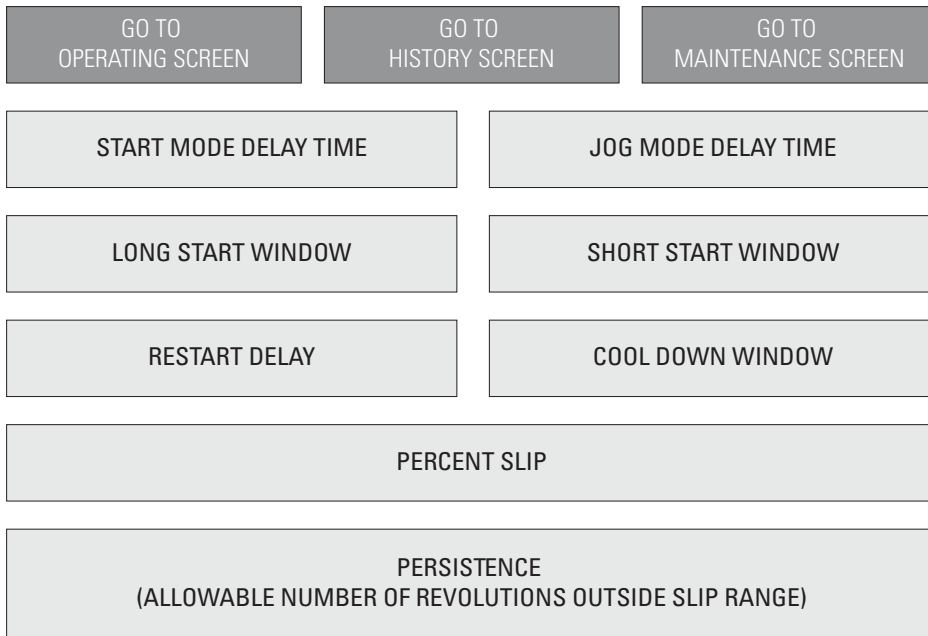 GO TO
OPERATING SCREEN
GO TO
HISTORY SCREEN
GO TO
MAINTENANCE SCREEN
START MODE DELAY TIME
JOG MODE DELAY TIME
LONG START WINDOW
SHORT START WINDOW
RESTART DELAY
COOL DOWN WINDOW
PERCENT SLIP
PERSISTENCE
(ALLOWABLE NUMBER OF REVOLUTIONS OUTSIDE SLIP RANGE)